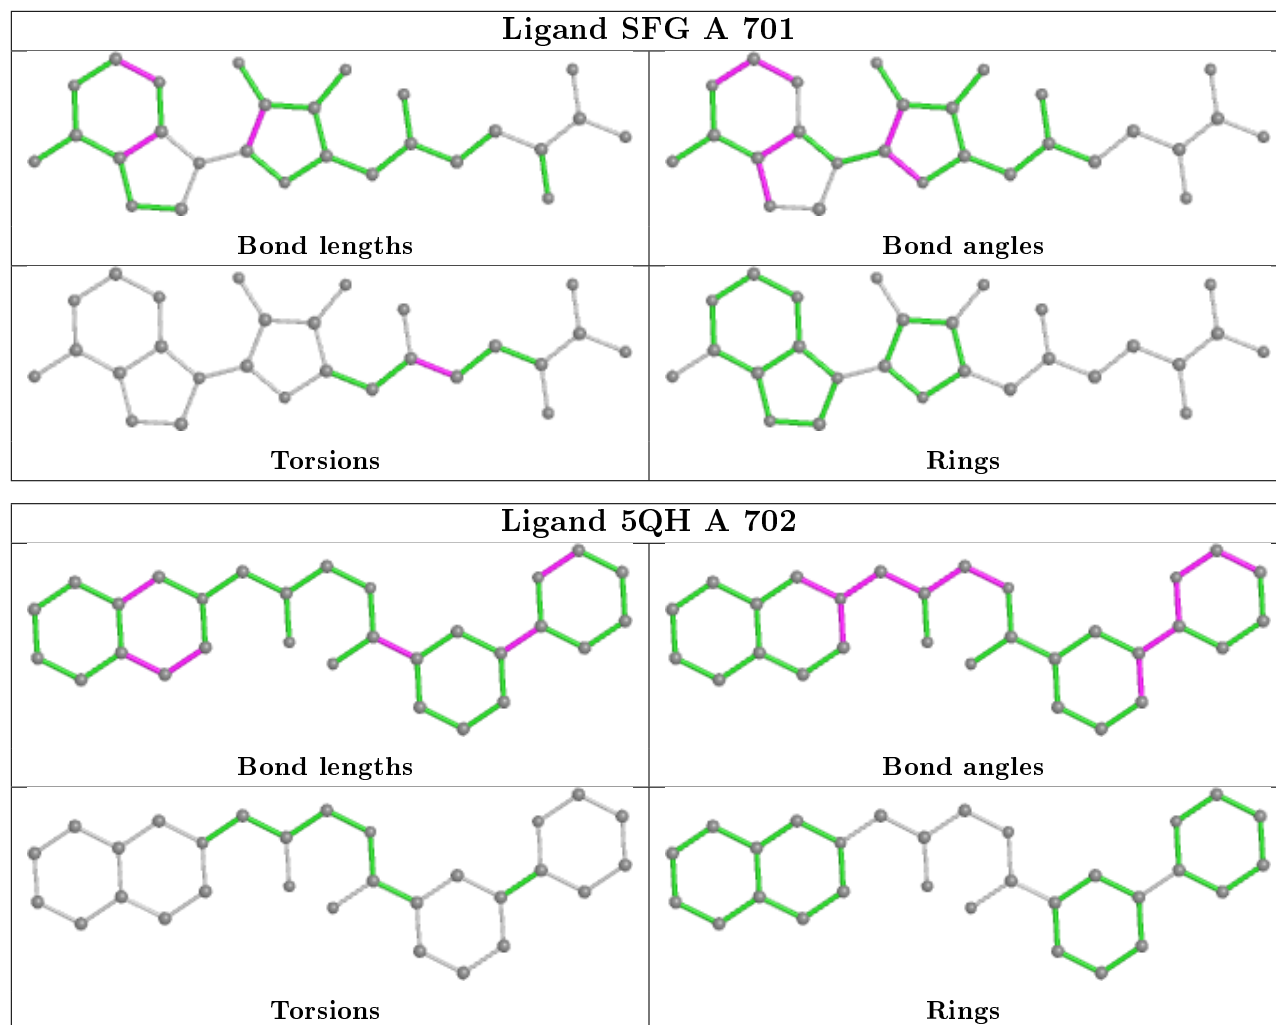 Ligand SFG A 701
Bond lengths
Bond angles
Torsions
Rings
Ligand 5QH A 702
Bond lengths
Bond angles
Torsions
Rings